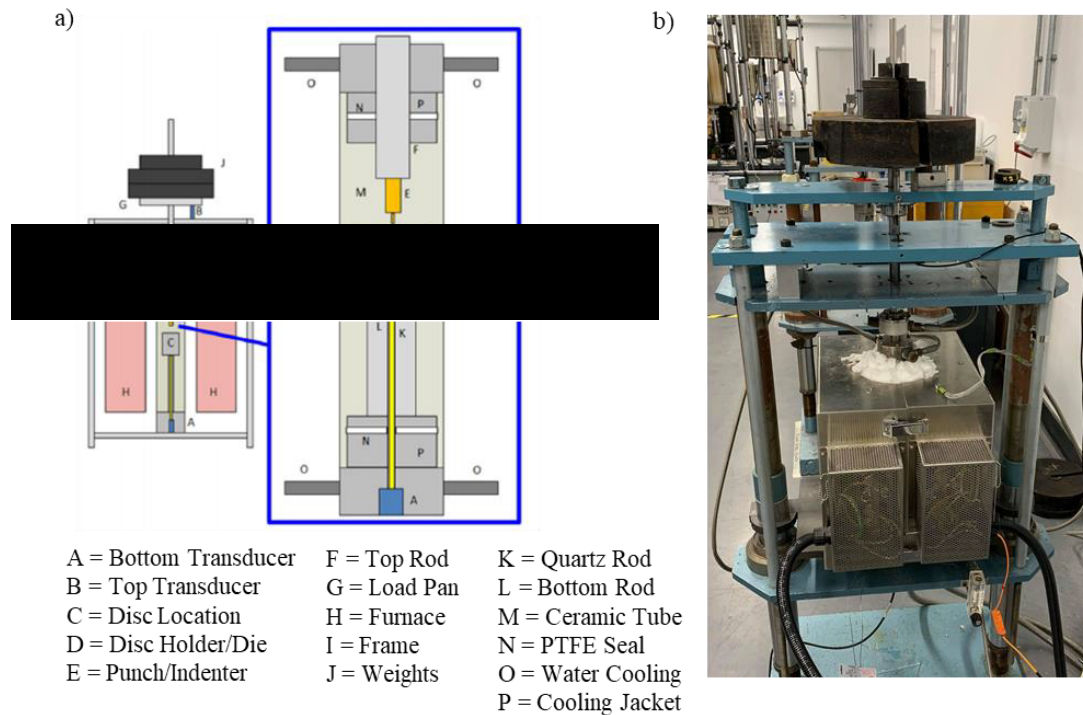 a)
b)
O
O
N
P
F
J
M
E
G
B
L
K
C
H
H
N
P
A
O
O
A
A = Bottom Transducer
B = Top Transducer
C = Disc Location
D = Disc Holder/Die
E = Punch/Indenter
F = Top Rod
G = Load Pan
H = Furnace
I = Frame
J = Weights
K = Quartz Rod
L = Bottom Rod
M = Ceramic Tube
N = PTFE Seal
O = Water Cooling
P = Cooling Jacket